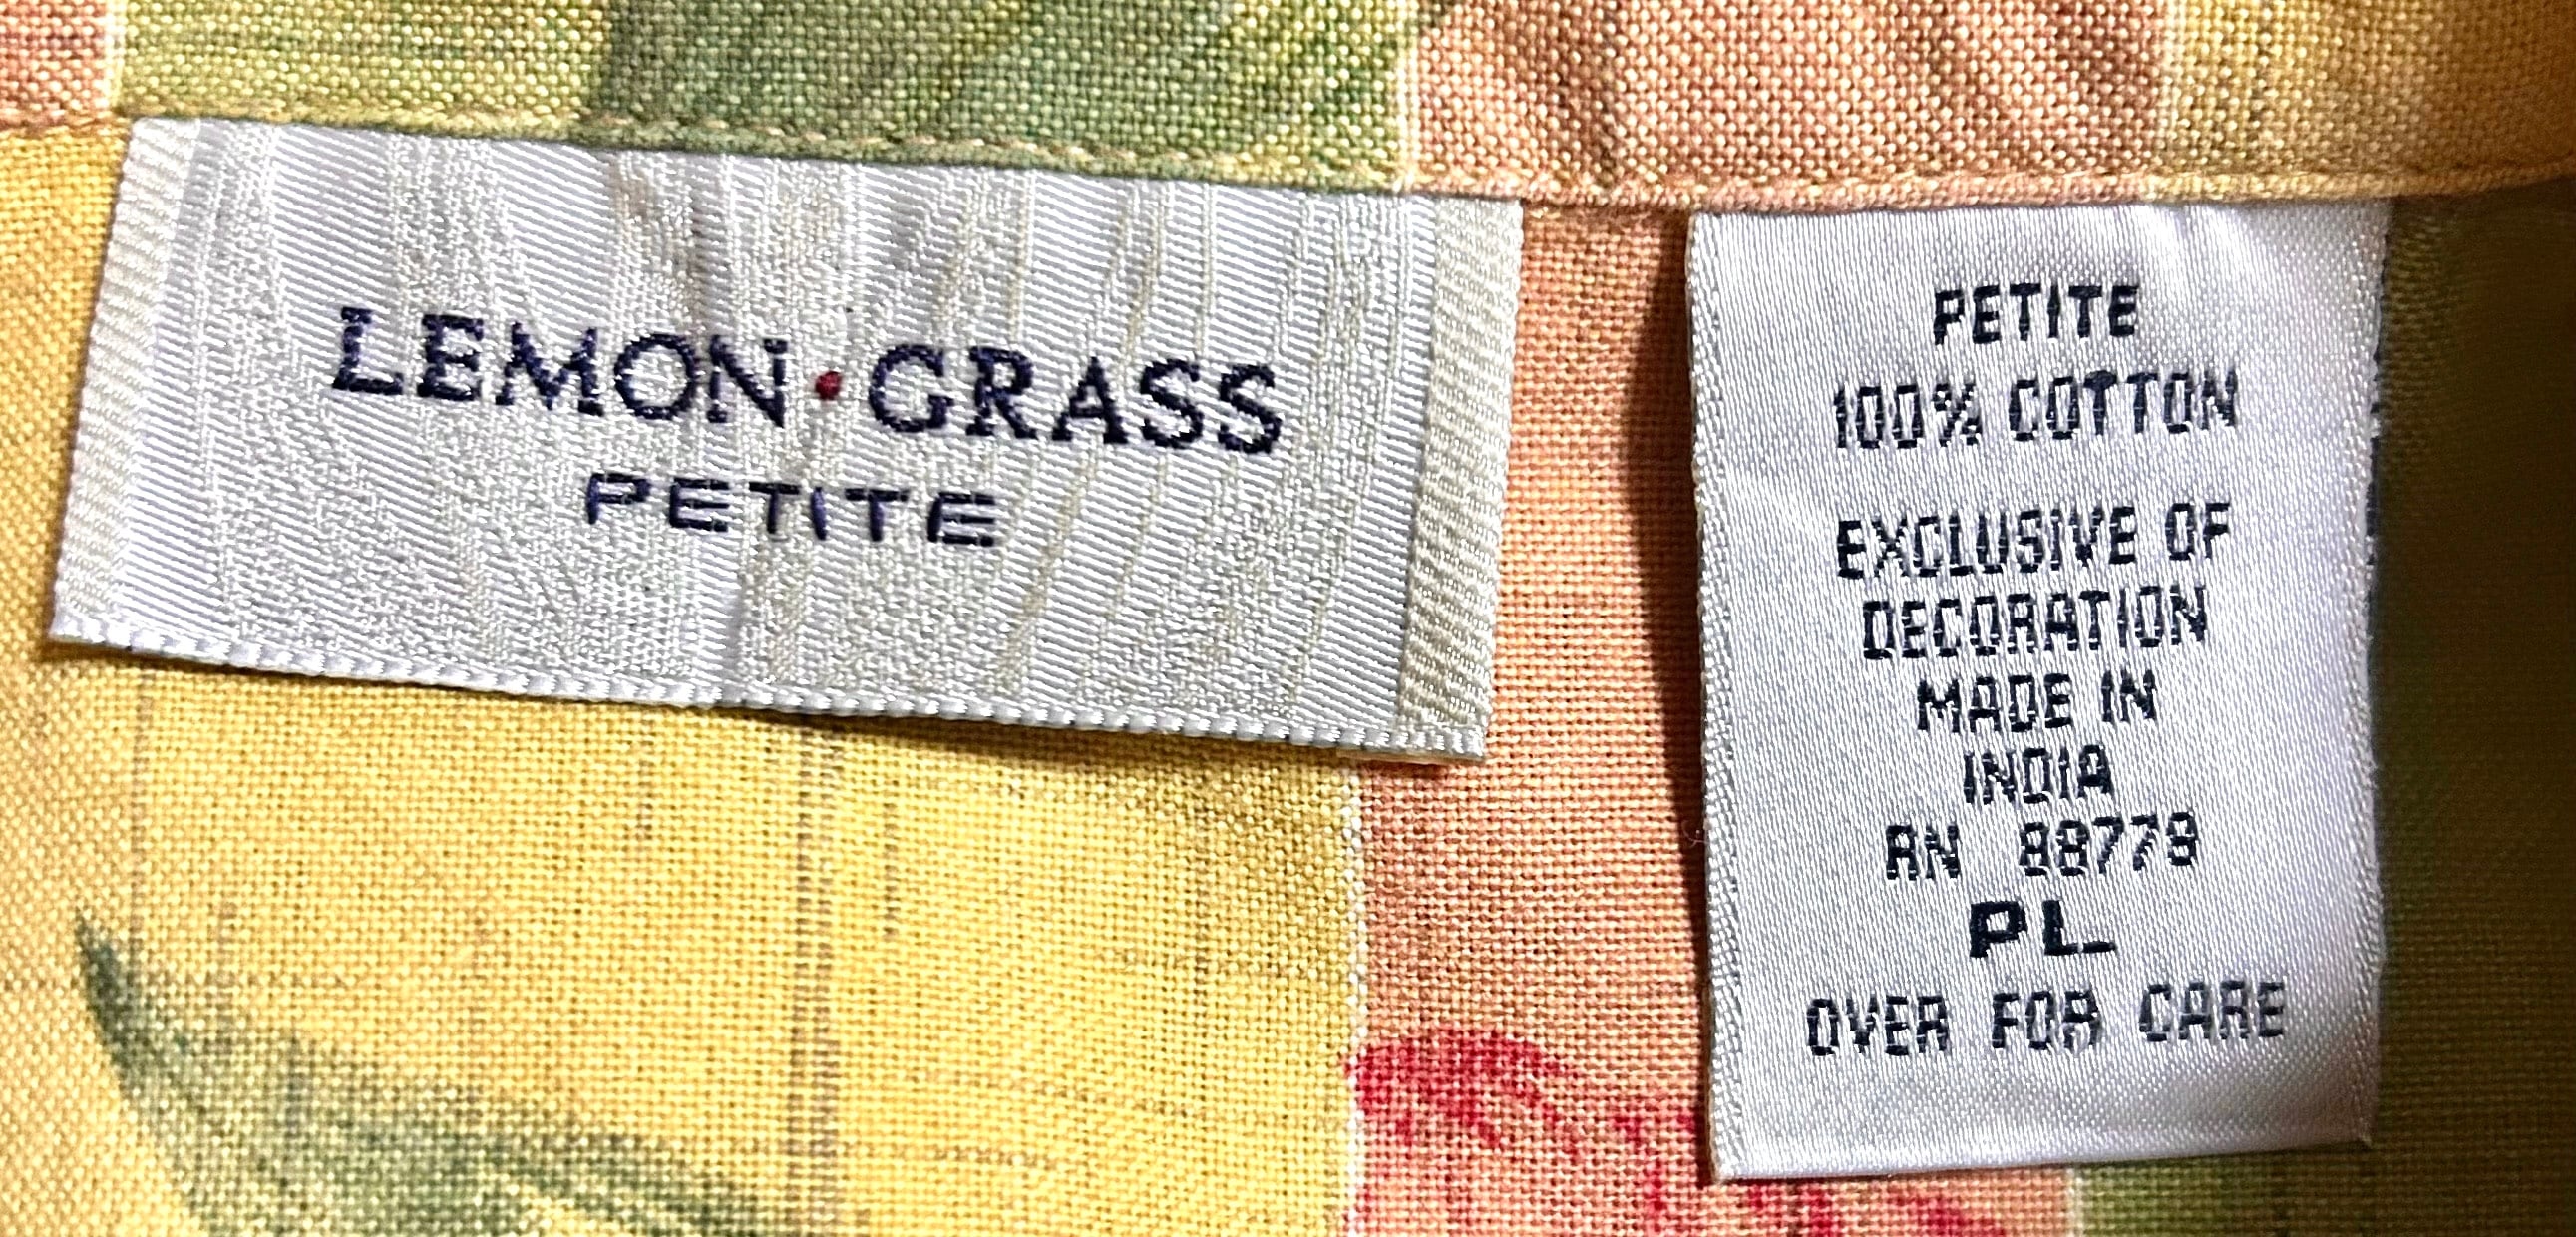 LEMON · GRASS
PETITE
PETITE
100% COTTON
EXCLUSIVE OF
DECORATION
MADE IN
INDIA
RN 88779
PL
OVER FOR CARE